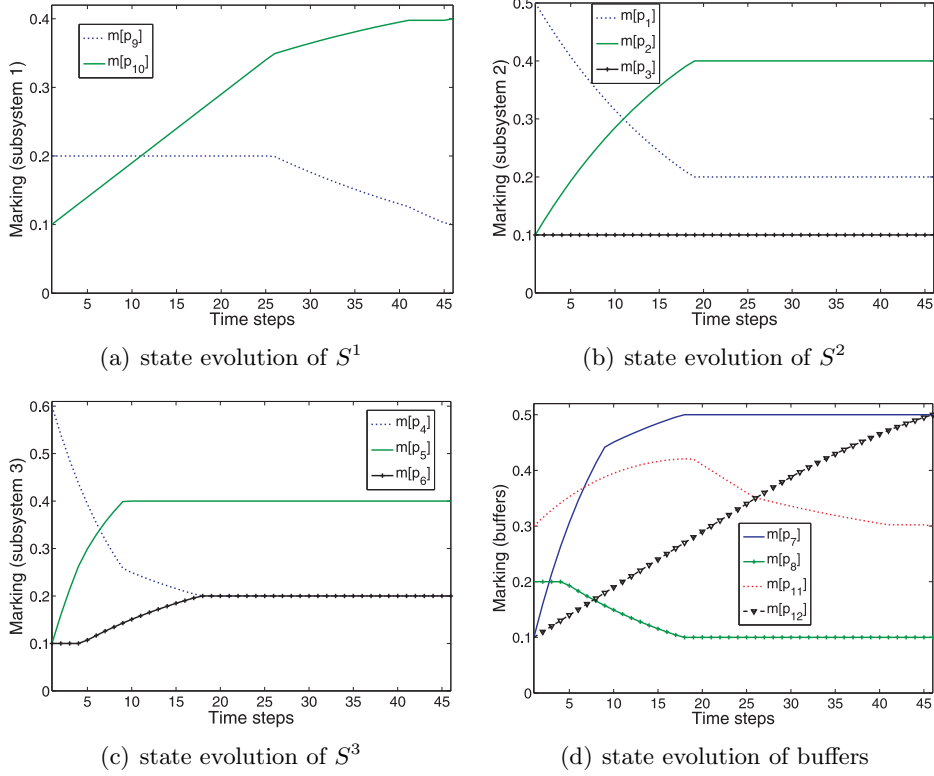 0.4
0.3
0.2
0.1
0
Marking (subsystem 1)
m[p9]
m[p10]
5 10 15 20 25 30 35 40 45
Time steps
(a) state evolution of S¹
0.5
0.4
0.3
0.2
0.1
0
Marking (subsystem 2)
m[p1]
m[p2]
m[p3]
5 10 15 20 25 30 35 40 45
Time steps
(b) state evolution of S²
0.6
0.5
0.4
0.3
0.2
0.1
0
Marking (subsystem 3)
m[p4]
m[p5]
m[p6]
5 10 15 20 25 30 35 40 45
Time steps
(c) state evolution of S³
0.5
0.4
0.3
0.2
0.1
0
Marking (buffers)
m[p7]
m[p8]
m[p11]
m[p12]
5 10 15 20 25 30 35 40 45
Time steps
(d) state evolution of buffers